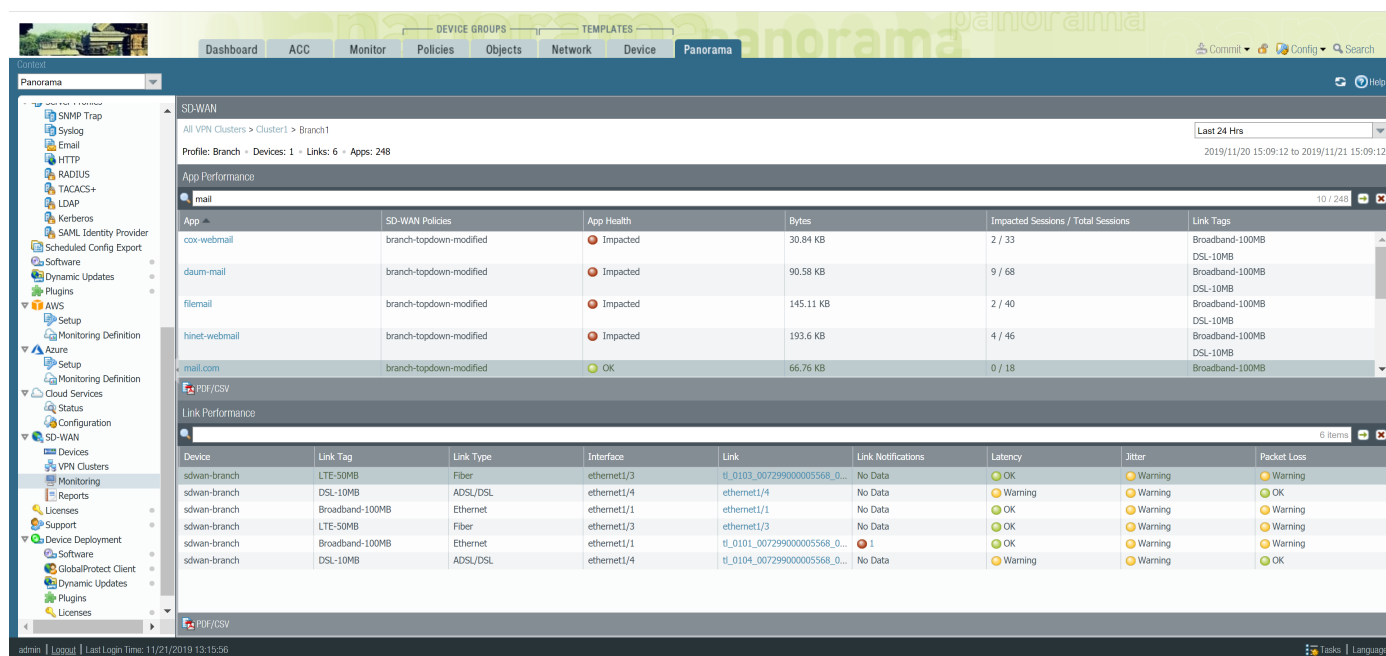 panorama panorama panorama
DEVICE GROUPS TEMPLATES
Dashboard ACC Monitor Policies Objects Network Device Panorama
Commit Config Search
Context
Panorama
Help
SNMP Trap
Syslog
Email
HTTP
RADIUS
TACACS+
LDAP
Kerberos
SAML Identity Provider
Scheduled Config Export
Software
Dynamic Updates
Plugins
AWS
Setup
Monitoring Definition
Azure
Setup
Monitoring Definition
Cloud Services
Status
Configuration
SD-WAN
Devices
VPN Clusters
Monitoring
Reports
Licenses
Support
Device Deployment
Software
GlobalProtect Client
Dynamic Updates
Plugins
Licenses
SD-WAN
All VPN Clusters > Cluster1 > Branch1
Last 24 Hrs
Profile: Branch Devices: 1 Links: 6 Apps: 248
2019/11/20 15:09:12 to 2019/11/21 15:09:12
App Performance
mail
10 / 248
App SD-WAN Policies App Health Bytes Impacted Sessions / Total Sessions Link Tags
cox-webmail branch-topdown-modified Impacted 30.84 KB 2 / 33 Broadband-100MB
DSL-10MB
daum-mail branch-topdown-modified Impacted 90.58 KB 9 / 68 Broadband-100MB
DSL-10MB
filemail branch-topdown-modified Impacted 145.11 KB 2 / 40 Broadband-100MB
DSL-10MB
hinet-webmail branch-topdown-modified Impacted 193.6 KB 4 / 46 Broadband-100MB
DSL-10MB
mail.com branch-topdown-modified OK 66.76 KB 0 / 18 Broadband-100MB
PDF/CSV
Link Performance
6 items
Device Link Tag Link Type Interface Link Link Notifications Latency Jitter Packet Loss
sdwan-branch LTE-50MB Fiber ethernet1/3 tl_0103_007299000005568_0... No Data OK Warning Warning
sdwan-branch DSL-10MB ADSL/DSL ethernet1/4 ethernet1/4 No Data Warning Warning OK
sdwan-branch Broadband-100MB Ethernet ethernet1/1 ethernet1/1 No Data OK Warning Warning
sdwan-branch LTE-50MB Fiber ethernet1/3 ethernet1/3 No Data OK Warning Warning
sdwan-branch Broadband-100MB Ethernet ethernet1/1 tl_0101_007299000005568_0... 1 OK Warning Warning
sdwan-branch DSL-10MB ADSL/DSL ethernet1/4 tl_0104_007299000005568_0... No Data Warning Warning OK
PDF/CSV
admin | Logout | Last Login Time: 11/21/2019 13:15:56
Tasks | Language